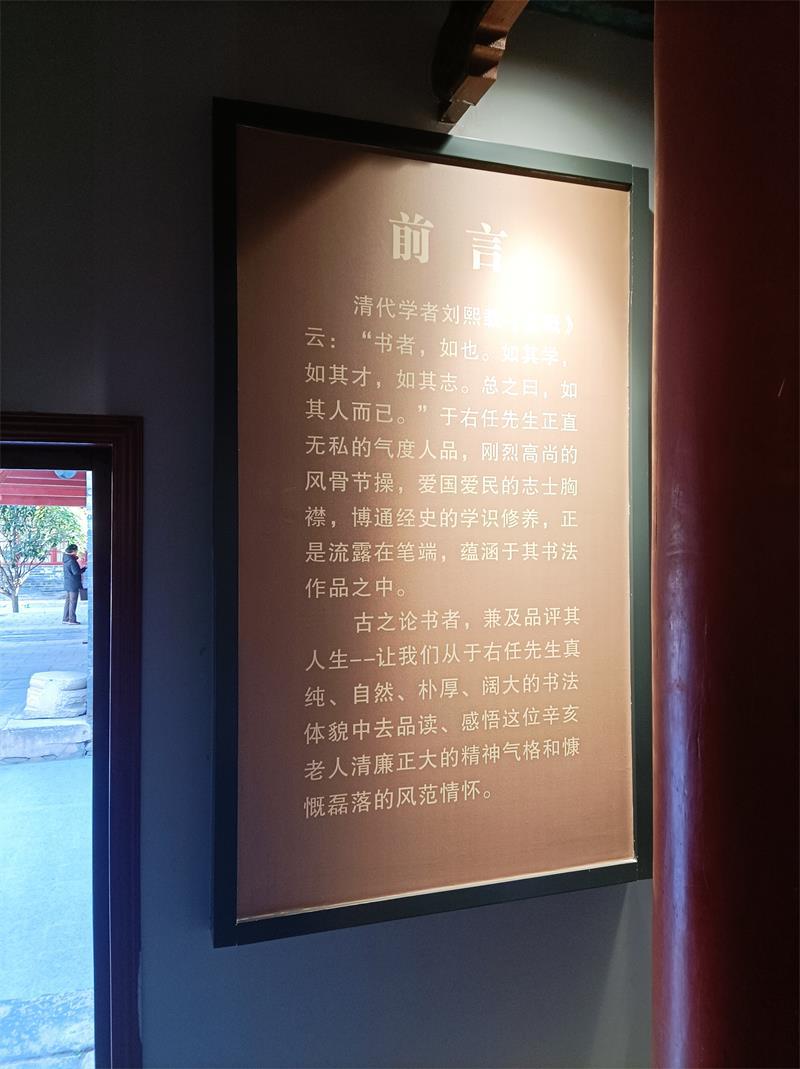 前言
清代学者刘熙载《书概》
云：“书者，如也。如其学，
如其才，如其志。总之曰，如
其人而已。”于右任先生正直
无私的气度人品，刚烈高尚的
风骨节操，爱国爱民的志士胸
襟，博通经史的学识修养，正
是流露在笔端，蕴涵于其书法
作品之中。
古之论书者，兼及品评其
人生--让我们从于右任先生真
纯、自然、朴厚、阔大的书法
体貌中去品读、感悟这位辛亥
老人清廉正大的精神气格和慷
慨磊落的风范情怀。